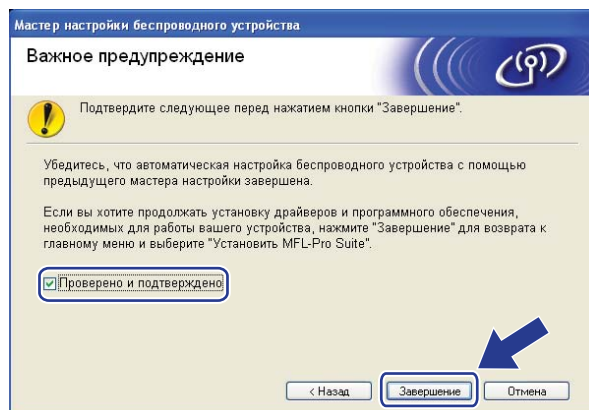 Мастер настройки беспроводного устройства
Важное предупреждение
Подтвердите следующее перед нажатием кнопки "Завершение".
Убедитесь, что автоматическая настройка беспроводного устройства с помощью
предыдущего мастера настройки завершена.
Если вы хотите продолжать установку драйверов и программного обеспечения,
необходимых для работы вашего устройства, нажмите "Завершение" для возврата к
главному меню и выберите "Установить MFL-Pro Suite".
Проверено и подтверждено
< Назад
Завершение
Отмена